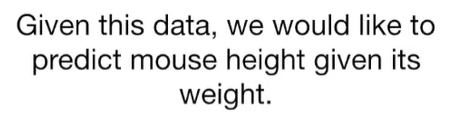 Given this data, we would like to
predict mouse height given its
weight.